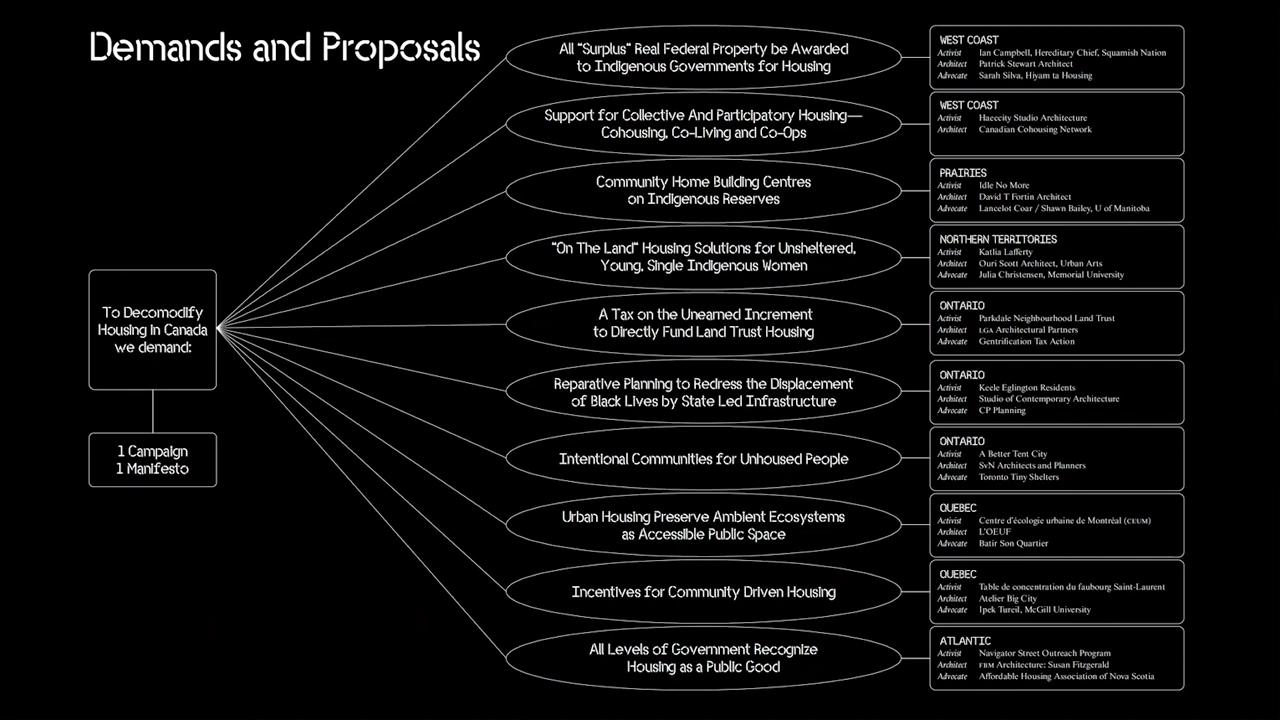 Demands and Proposals
To Decomodify
Housing in Canada
we demand:
1 Campaign
1 Manifesto
All "Surplus" Real Federal Property be Awarded
to Indigenous Governments for Housing
WEST COAST
Activist Ian Campbell, Hereditary Chief, Squamish Nation
Architect Patrick Stewart Architect
Advocate Sarah Silva, Hiyam ta Housing
Support for Collective And Participatory Housing—
Cohousing, Co-Living and Co-Ops
WEST COAST
Activist Haeccity Studio Architecture
Architect Canadian Cohousing Network
Community Home Building Centres
on Indigenous Reserves
PRAIRIES
Activist Idle No More
Architect David T Fortin Architect
Advocate Lancelot Coar / Shawn Bailey, U of Manitoba
"On The Land" Housing Solutions for Unsheltered,
Young, Single Indigenous Women
NORTHERN TERRITORIES
Activist Katlia Lafferty
Architect Ouri Scott Architect, Urban Arts
Advocate Julia Christensen, Memorial University
A Tax on the Unearned Increment
to Directly Fund Land Trust Housing
ONTARIO
Activist Parkdale Neighbourhood Land Trust
Architect LGA Architectural Partners
Advocate Gentrification Tax Action
Reparative Planning to Redress the Displacement
of Black Lives by State Led Infrastructure
ONTARIO
Activist Keele Eglington Residents
Architect Studio of Contemporary Architecture
Advocate CP Planning
Intentional Communities for Unhoused People
ONTARIO
Activist A Better Tent City
Architect SvN Architects and Planners
Advocate Toronto Tiny Shelters
Urban Housing Preserve Ambient Ecosystems
as Accessible Public Space
QUEBEC
Activist Centre d'écologie urbaine de Montréal (CEUM)
Architect L'OEUF
Advocate Batir Son Quartier
Incentives for Community Driven Housing
QUEBEC
Activist Table de concentration du faubourg Saint-Laurent
Architect Atelier Big City
Advocate Ipek Tureil, McGill University
All Levels of Government Recognize
Housing as a Public Good
ATLANTIC
Activist Navigator Street Outreach Program
Architect FBM Architecture: Susan Fitzgerald
Advocate Affordable Housing Association of Nova Scotia